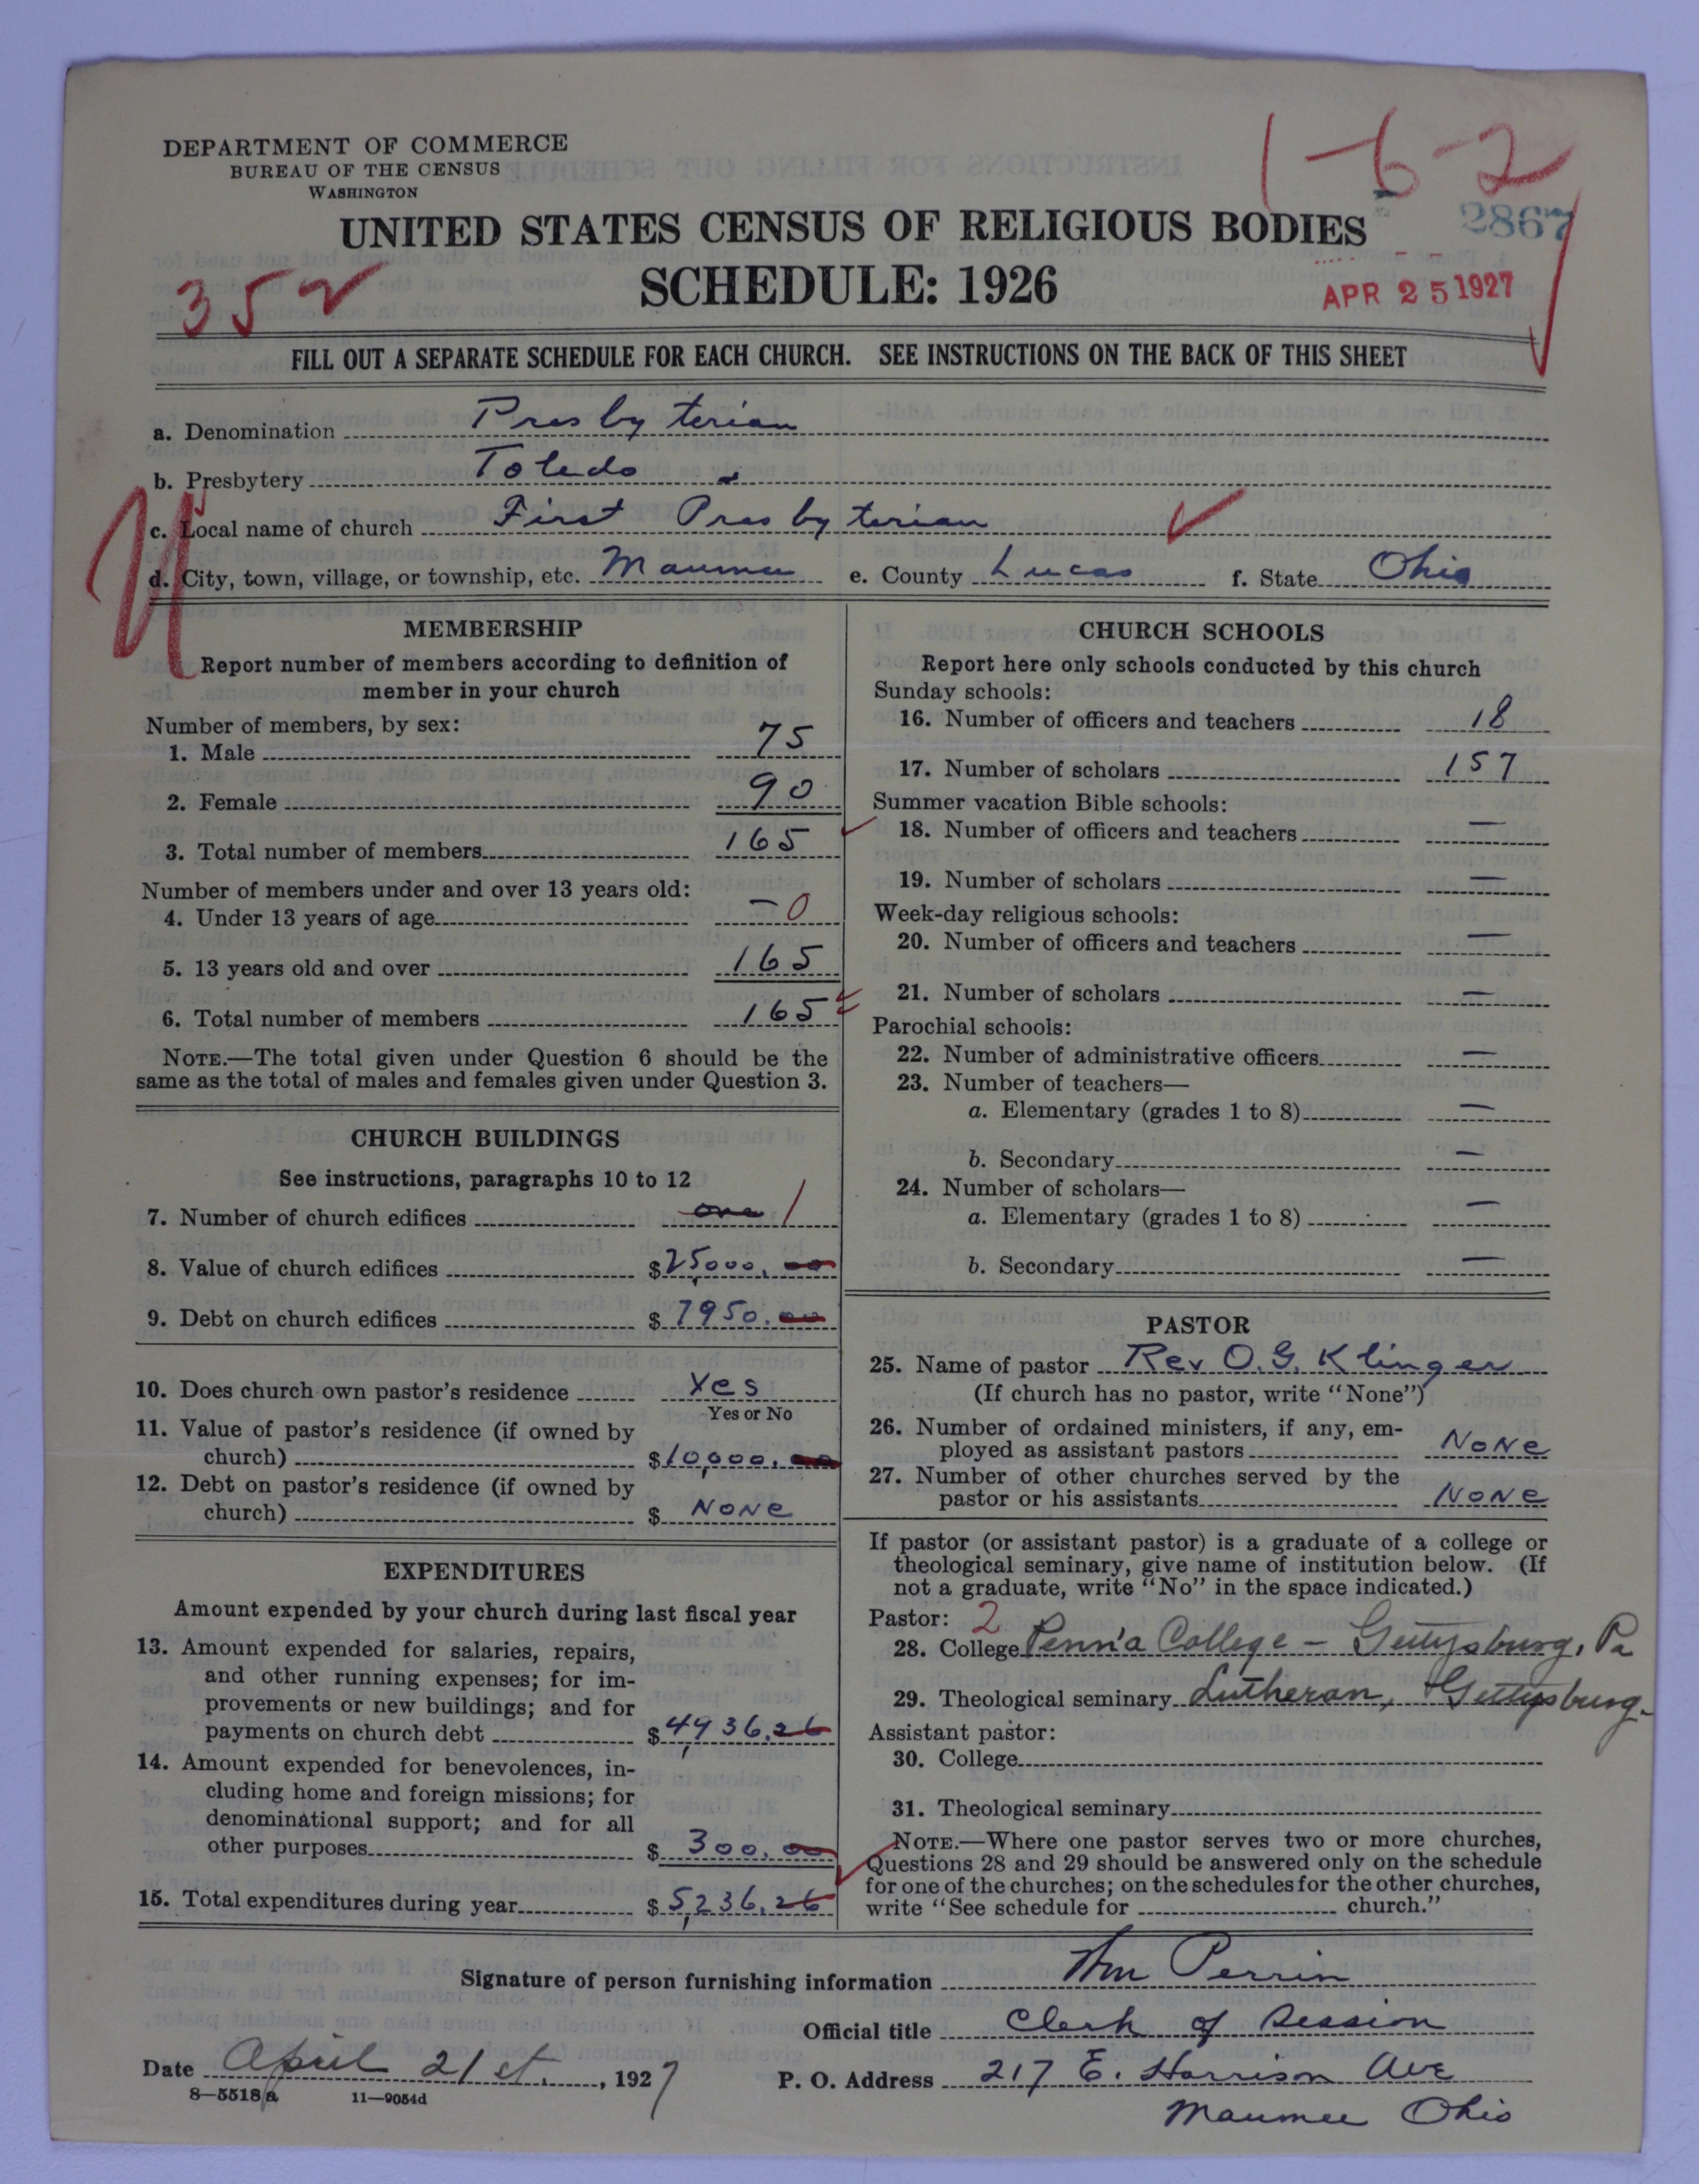 DEPARTMENT OF COMMERCE
BUREAU OF THE CENSUS
WASHINGTON
1-6-2
UNITED STATES CENSUS OF RELIGIOUS BODIES
2867
SCHEDULE: 1926
352
APR 25 1927
FILL OUT A SEPARATE SCHEDULE FOR EACH CHURCH. SEE INSTRUCTIONS ON THE BACK OF THIS SHEET
a. Denomination Presbyterian
b. Presbytery Toledo
c. Local name of church First Presbyterian
d. City, town, village, or township, etc. Maumee e. County Lucas f. State Ohio
MEMBERSHIP
Report number of members according to definition of
member in your church
Number of members, by sex:
1. Male 75
2. Female 90
3. Total number of members 165
Number of members under and over 13 years old:
4. Under 13 years of age — 0
5. 13 years old and over 165
6. Total number of members 165
NOTE.—The total given under Question 6 should be the
same as the total of males and females given under Question 3.
CHURCH BUILDINGS
See instructions, paragraphs 10 to 12
7. Number of church edifices one 1
8. Value of church edifices $25,000.00
9. Debt on church edifices $7950.00
10. Does church own pastor's residence Yes
Yes or No
11. Value of pastor's residence (if owned by
church) $10,000.00
12. Debt on pastor's residence (if owned by
church) $ NONE
EXPENDITURES
Amount expended by your church during last fiscal year
13. Amount expended for salaries, repairs,
and other running expenses; for im-
provements or new buildings; and for
payments on church debt $4,936.26
14. Amount expended for benevolences, in-
cluding home and foreign missions; for
denominational support; and for all
other purposes $300.00
15. Total expenditures during year $5,236.26
CHURCH SCHOOLS
Report here only schools conducted by this church
Sunday schools:
16. Number of officers and teachers 18
17. Number of scholars 157
Summer vacation Bible schools:
18. Number of officers and teachers —
19. Number of scholars —
Week-day religious schools:
20. Number of officers and teachers —
21. Number of scholars —
Parochial schools:
22. Number of administrative officers —
23. Number of teachers—
a. Elementary (grades 1 to 8) —
b. Secondary —
24. Number of scholars—
a. Elementary (grades 1 to 8) —
b. Secondary —
PASTOR
25. Name of pastor Rev O. G. Klinger
(If church has no pastor, write "None")
26. Number of ordained ministers, if any, em-
ployed as assistant pastors NONE
27. Number of other churches served by the
pastor or his assistants NONE
If pastor (or assistant pastor) is a graduate of a college or
theological seminary, give name of institution below. (If
not a graduate, write "No" in the space indicated.)
Pastor: 2
28. College Penn'a College — Gettysburg, Pa
29. Theological seminary Lutheran, Gettysburg.
Assistant pastor:
30. College
31. Theological seminary
NOTE.—Where one pastor serves two or more churches,
Questions 28 and 29 should be answered only on the schedule
for one of the churches; on the schedules for the other churches,
write "See schedule for church."
Signature of person furnishing information Wm Perrin
Official title Clerk of Session
Date April 21st, 1927 P. O. Address 217 E. Harrison Ave
8—5518a 11—9054d
Maumee Ohio